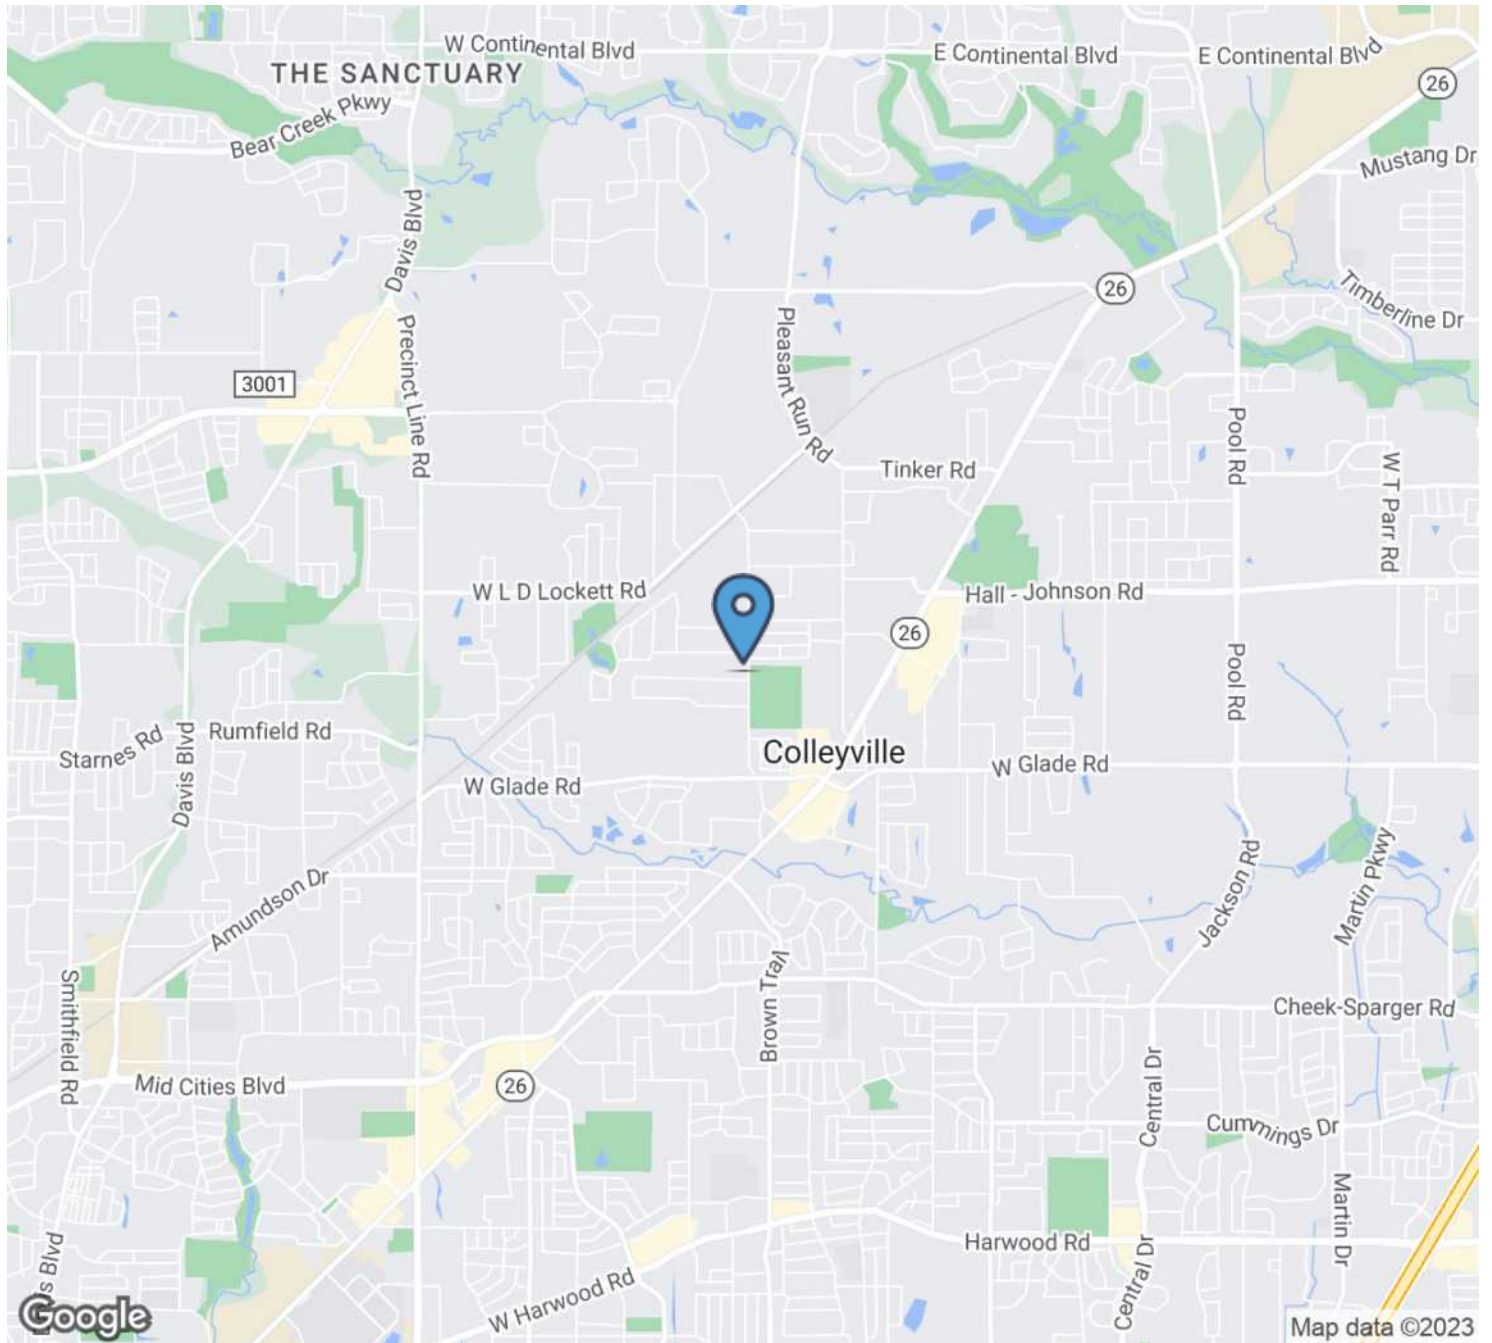 W Continental Blvd
E Continental Blvd
E Continental Blvd
THE SANCTUARY
26
Bear Creek Pkwy
Mustang Dr
Davis Blvd
26
Timberline Dr
Precinct Line Rd
Pleasant Run Rd
3001
Pool Rd
Tinker Rd
W T Parr Rd
W L D Lockett Rd
Hall - Johnson Rd
26
Pool Rd
Starnes Rd
Rumfield Rd
Davis Blvd
Colleyville
W Glade Rd
W Glade Rd
Amundson Dr
Jackson Rd
Martin Pkwy
Smithfield Rd
Brown Trail
Cheek-Sparger Rd
Mid Cities Blvd
26
Central Dr
Cummings Dr
Martin Dr
Harwood Rd
Central Dr
W Harwood Rd
Blvd
Google
Map data ©2023